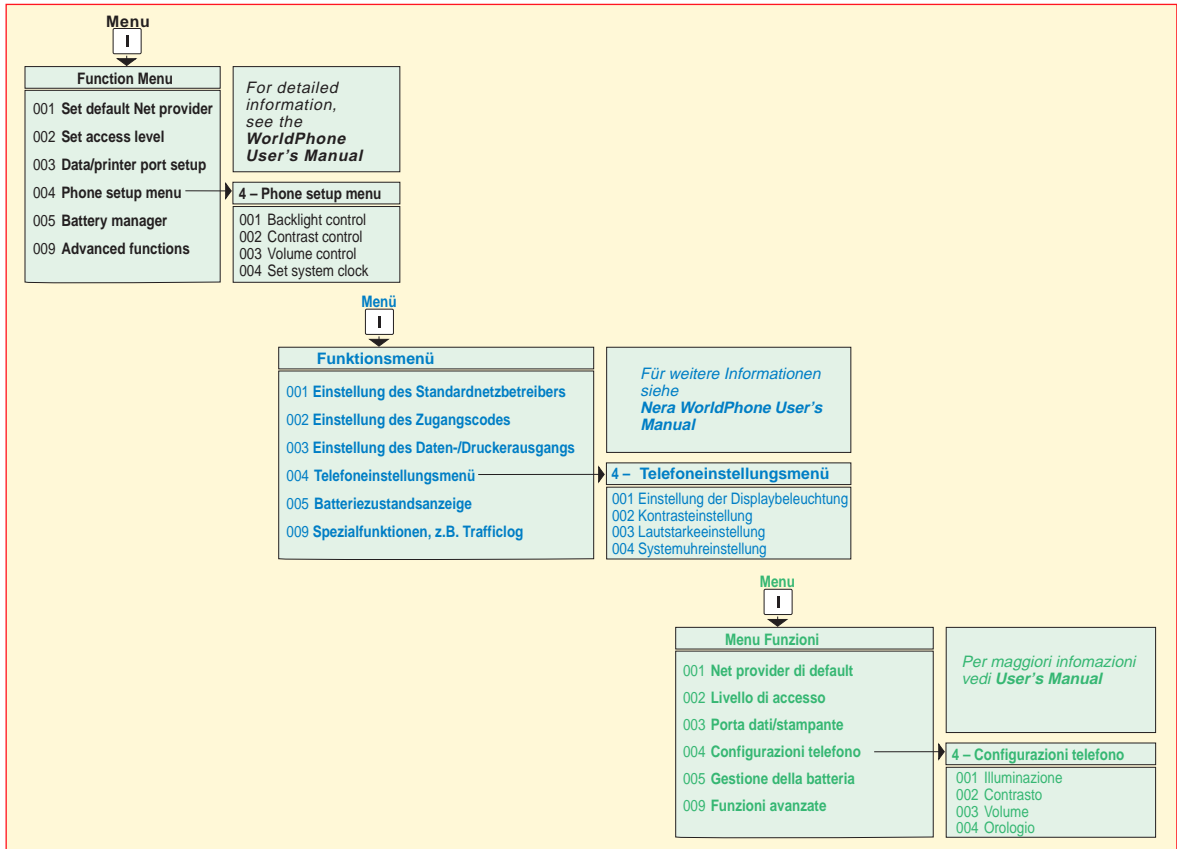 Menu
I
Function Menu
001 Set default Net provider
002 Set access level
003 Data/printer port setup
004 Phone setup menu
005 Battery manager
009 Advanced functions
For detailed
information,
see the
WorldPhone
User's Manual
4 – Phone setup menu
001 Backlight control
002 Contrast control
003 Volume control
004 Set system clock
Menü
I
Funktionsmenü
001 Einstellung des Standardnetzbetreibers
002 Einstellung des Zugangscodes
003 Einstellung des Daten-/Druckerausgangs
004 Telefoneinstellungsmenü
005 Batteriezustandsanzeige
009 Spezialfunktionen, z.B. Trafficlog
Für weitere Informationen
siehe
Nera WorldPhone User's
Manual
4 – Telefoneinstellungsmenü
001 Einstellung der Displaybeleuchtung
002 Kontrasteinstellung
003 Lautstarkeeinstellung
004 Systemuhreinstellung
Menu
I
Menu Funzioni
001 Net provider di default
002 Livello di accesso
003 Porta dati/stampante
004 Configurazioni telefono
005 Gestione della batteria
009 Funzioni avanzate
Per maggiori infomazioni
vedi User's Manual
4 – Configurazioni telefono
001 Illuminazione
002 Contrasto
003 Volume
004 Orologio